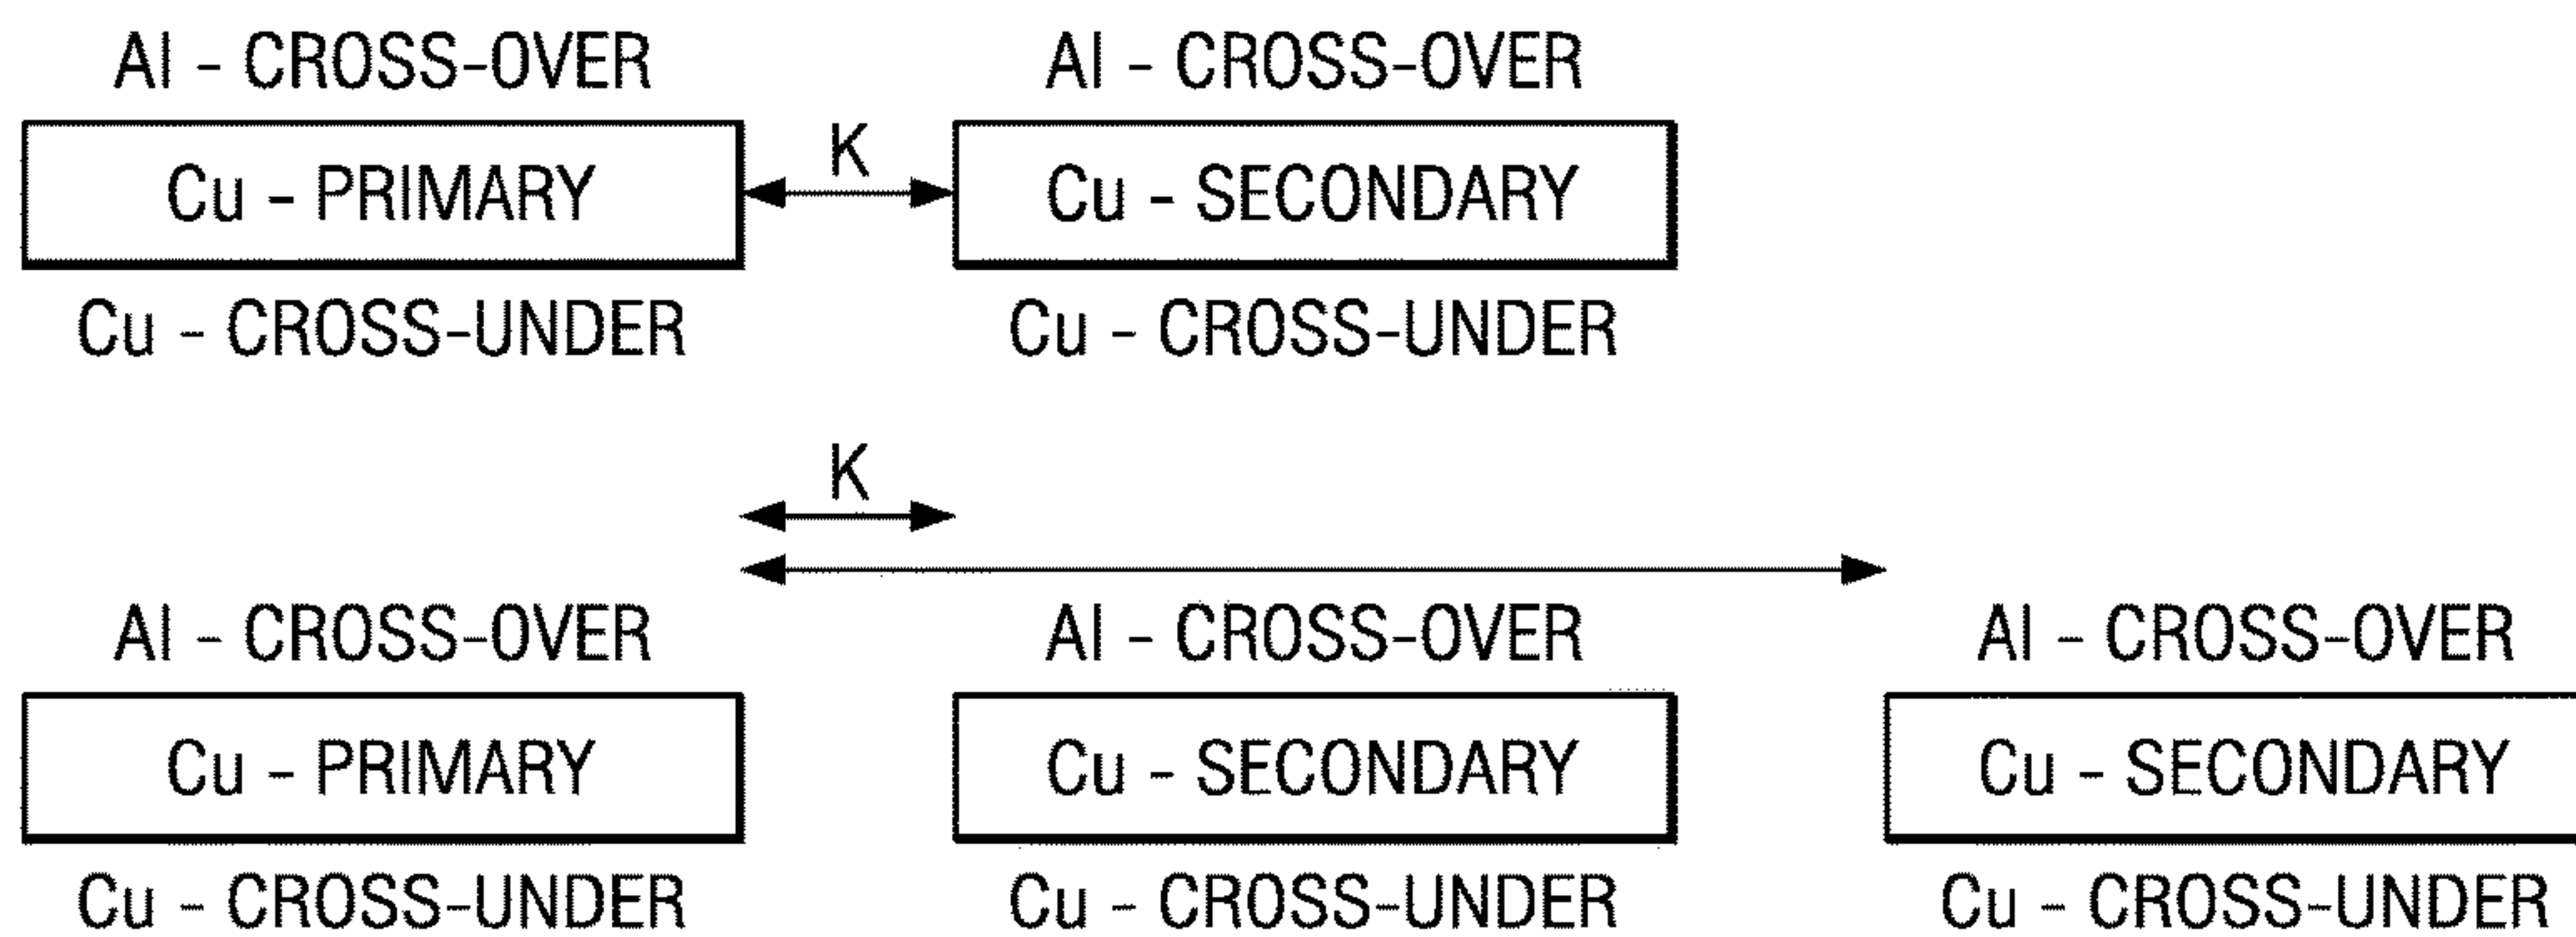 Al - CROSS-OVER Al - CROSS-OVER
K
Cu - PRIMARY Cu - SECONDARY
Cu - CROSS-UNDER Cu - CROSS-UNDER
K
Al - CROSS-OVER Al - CROSS-OVER Al - CROSS-OVER
Cu - PRIMARY Cu - SECONDARY Cu - SECONDARY
Cu - CROSS-UNDER Cu - CROSS-UNDER Cu - CROSS-UNDER